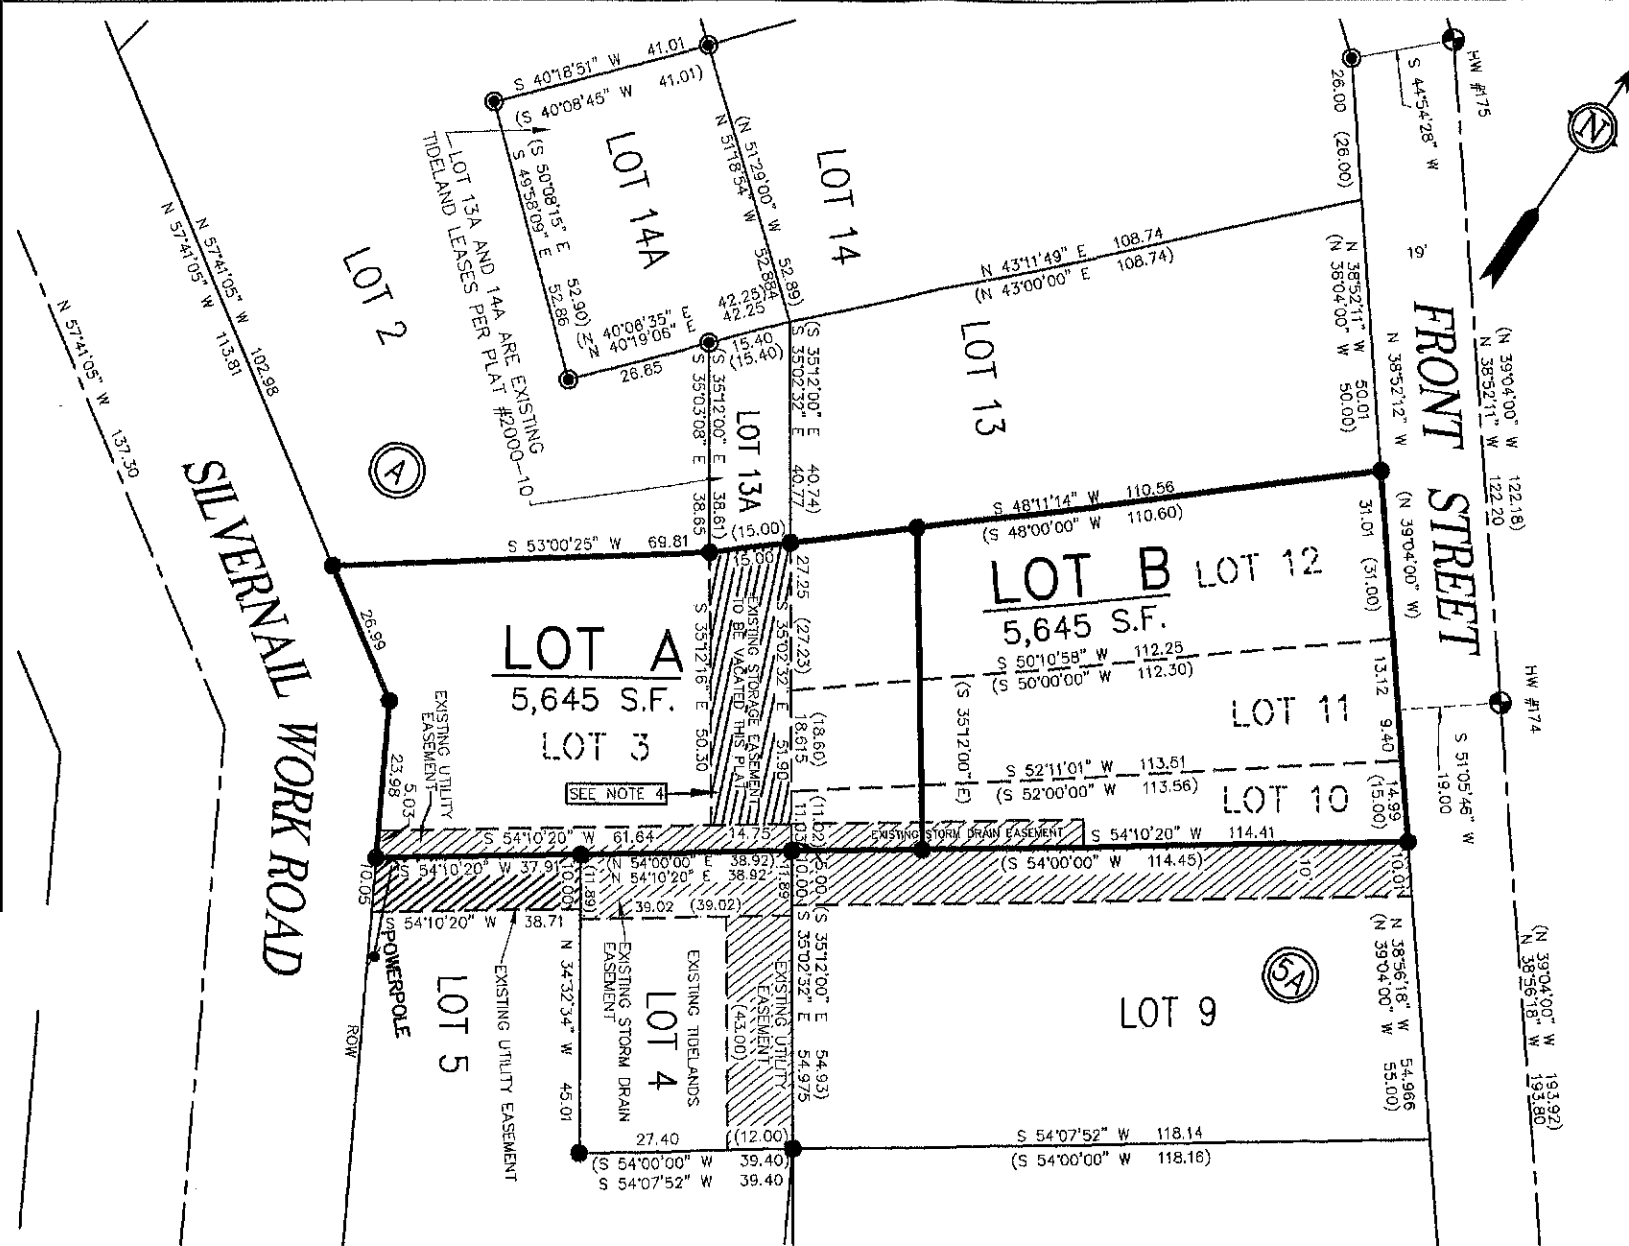 S 40°18'51" W 41.01
(S 40°08'45" W 41.01)
LOT 14A
(S 50°08'15" E 52.90)
S 49°58'09" E 52.86
LOT 13A AND 14A ARE EXISTING
TIDELAND LEASES PER PLAT #2000-10
(N 51°29'00" W 52.89)
N 51°18'54" W 52.884
LOT 14
N 40°06'35" E 42.25)
N 40°19'06" E 42.25
26.85
15.40
(15.40)
N 43°11'49" E 108.74
(N 43°00'00" E 108.74)
LOT 13
HW #175
S 44°54'28" W
19'
26.00 (26.00)
N 38°52'11" W 50.01
(N 38°04'00" W 50.00)
N 38°52'12" W
FRONT STREET
(N 39°04'00" W 122.18)
N 38°52'11" W 122.20
N
LOT 2
N 57°41'05" W 102.98
N 57°41'05" W 113.81
N 57°41'05" W 137.30
A
SILVERNAIL WORK ROAD
(S 35°12'00" E 40.74)
S 35°02'32" E 40.77
(S 35°12'00" E 38.61)
S 35°03'08" E 38.65
LOT 13A
(15.00)
15.00
S 53°00'25" W 69.81
S 48°11'14" W 110.56
(S 48°00'00" W 110.60)
31.01 (31.00)
(N 39°04'00" W)
LOT B
5,645 S.F.
LOT 12
LOT A
5,645 S.F.
LOT 3
26.99
23.98
5.03
EXISTING UTILITY
EASEMENT
SEE NOTE 4
EXISTING STORAGE EASEMENT
TO BE VACATED THIS PLAT
S 35°12'16" E 50.30
S 35°02'32" E 51.90
27.25 (27.23)
(18.60)
18.615
(11.02)
11.03
S 50°10'58" W 112.25
(S 50°00'00" W 112.30)
(S 35°12'00" E)
LOT 11
13.12
9.40
S 52°11'01" W 113.51
(S 52°00'00" W 113.56)
LOT 10
14.99
(15.00)
HW #174
S 51°05'46" W
19.00
S 54°10'20" W 61.64
14.75
EXISTING STORM DRAIN EASEMENT
S 54°10'20" W 114.41
(S 54°00'00" W 114.45)
S 54°10'20" W 37.91
(N 54°00'00" E 38.92)
N 54°10'20" E 38.92
39.02 (39.02)
10.05
10.00
(11.89)
11.89
10.00
10'
10.01
S 54°10'20" W 38.71
POWERPOLE
ROW
LOT 5
EXISTING UTILITY EASEMENT
N 34°32'34" W 45.01
EXISTING STORM DRAIN
EASEMENT
LOT 4
EXISTING TIDELANDS
EXISTING UTILITY
EASEMENT
(43.00)
(S 35°12'00" E 54.93)
S 35°02'32" E 54.975
LOT 9
5A
N 38°56'18" W 54.966
(N 39°04'00" W 55.00)
(N 39°04'00" W 193.92)
N 38°56'18" W 193.80
27.40
(12.00)
(S 54°00'00" W 39.40)
S 54°07'52" W 39.40
S 54°07'52" W 118.14
(S 54°00'00" W 118.16)